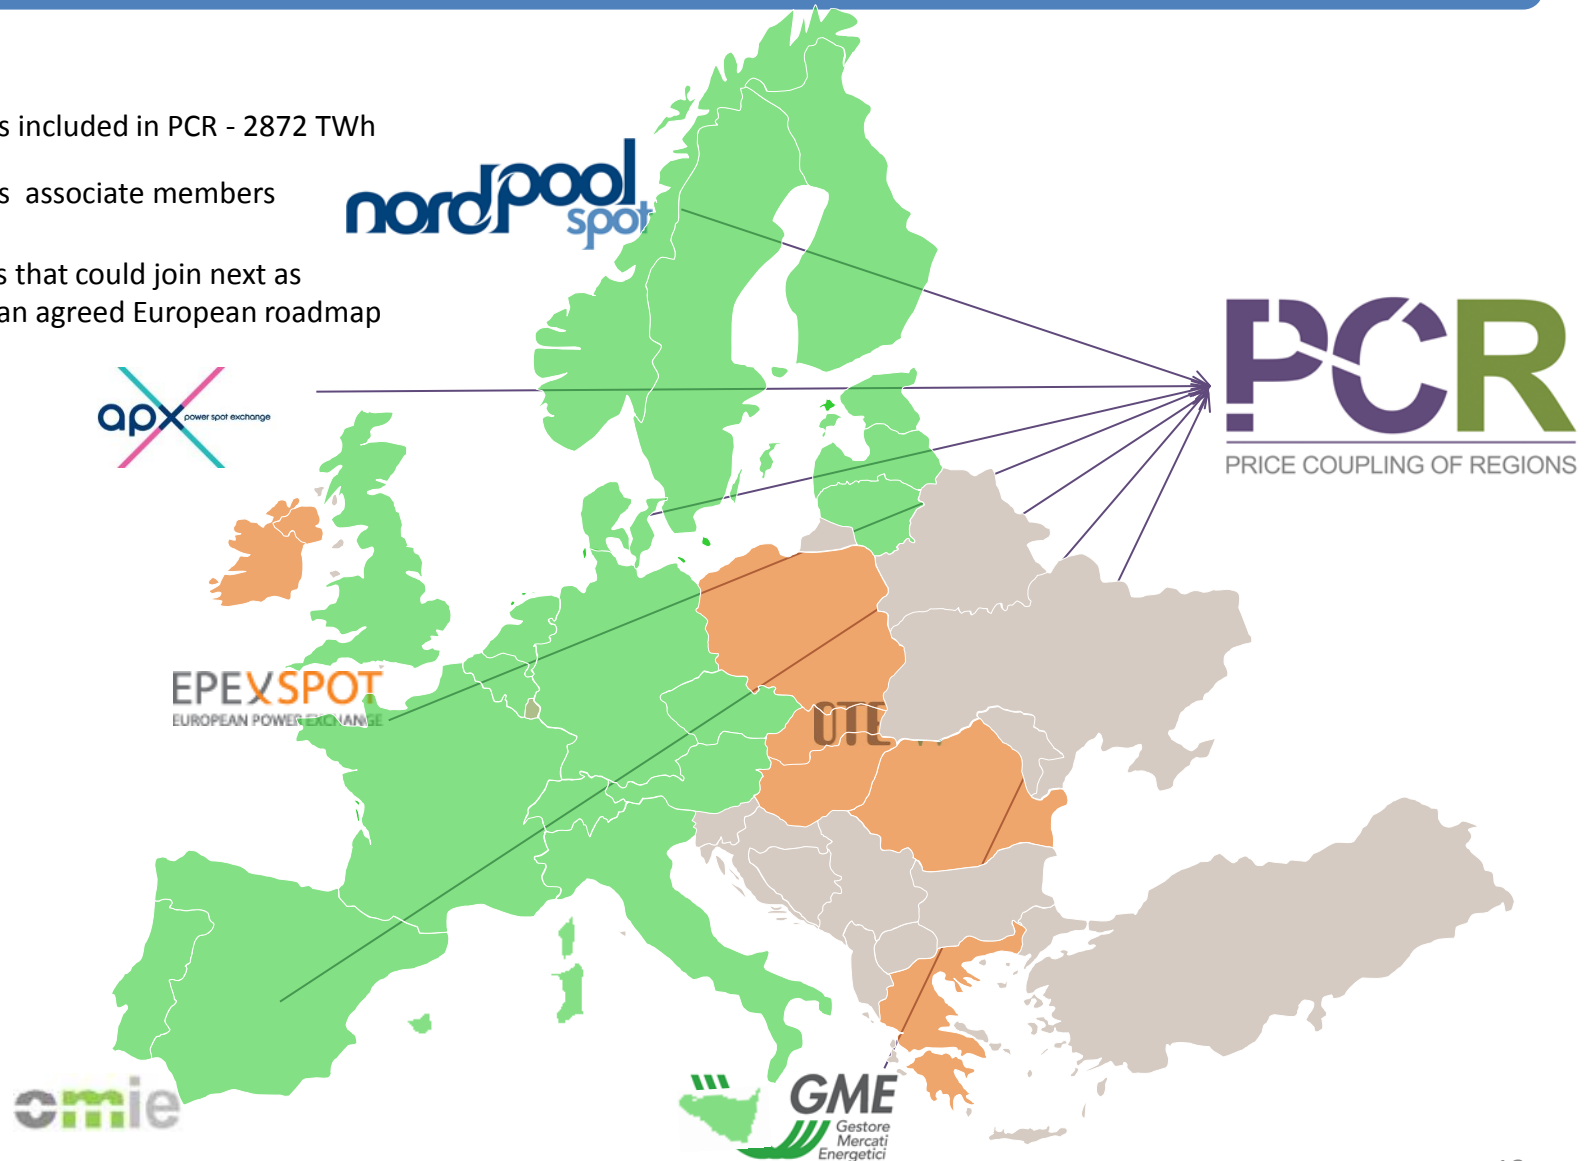 s included in PCR - 2872 TWh
s associate members
s that could join next as
an agreed European roadmap
nordpool
spot
apx power spot exchange
PCR
PRICE COUPLING OF REGIONS
EPEXSPOT
EUROPEAN POWER EXCHANGE
OTE
omie
GME
Gestore
Mercati
Energetici